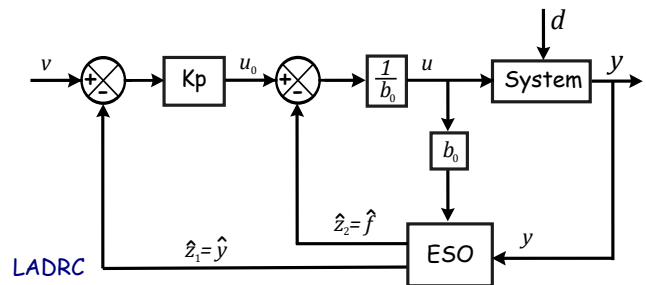 d
v
+
-
Kp
u₀
+
-
1
b₀
u
System
y
b₀
ẑ₂= f̂
ẑ₁= ŷ
ESO
y
LADRC